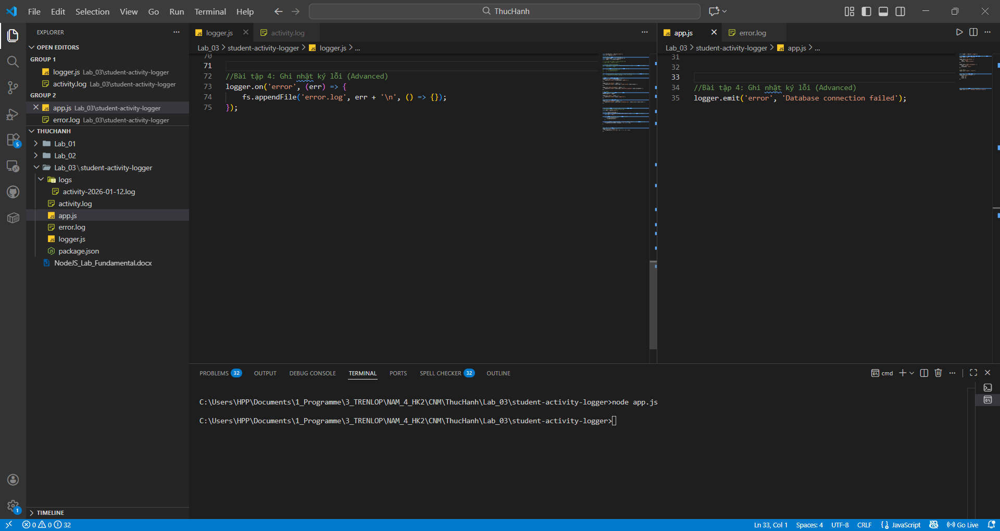 File Edit Selection View Go Run Terminal Help
ThucHanh
EXPLORER
OPEN EDITORS
GROUP 1
logger.js Lab_03\student-activity-logger
activity.log Lab_03\student-activity-logger
GROUP 2
app.js Lab_03\student-activity-logger
error.log Lab_03\student-activity-logger
THUCHANH
Lab_01
Lab_02
Lab_03\student-activity-logger
logs
activity-2026-01-12.log
activity.log
app.js
error.log
logger.js
package.json
NodeJS_Lab_Fundamental.docx
TIMELINE
5
1
logger.js activity.log
Lab_03 > student-activity-logger > logger.js > ...
70
71
72 //Bài tập 4: Ghi nhật ký lỗi (Advanced)
73 logger.on('error', (err) => {
74 fs.appendFile('error.log', err + '\n', () => {});
75 });
app.js error.log
Lab_03 > student-activity-logger > app.js > ...
31
32
33
34 //Bài tập 4: Ghi nhật ký lỗi (Advanced)
35 logger.emit('error', 'Database connection failed');
PROBLEMS 32 OUTPUT DEBUG CONSOLE TERMINAL PORTS SPELL CHECKER 32 OUTLINE
cmd
C:\Users\HPP\Documents\1_Programme\3_TRENLOP\NAM_4_HK2\CNM\ThucHanh\Lab_03\student-activity-logger>node app.js
C:\Users\HPP\Documents\1_Programme\3_TRENLOP\NAM_4_HK2\CNM\ThucHanh\Lab_03\student-activity-logger>
0 0 32
Ln 33, Col 1 Spaces: 4 UTF-8 CRLF {} JavaScript Go Live